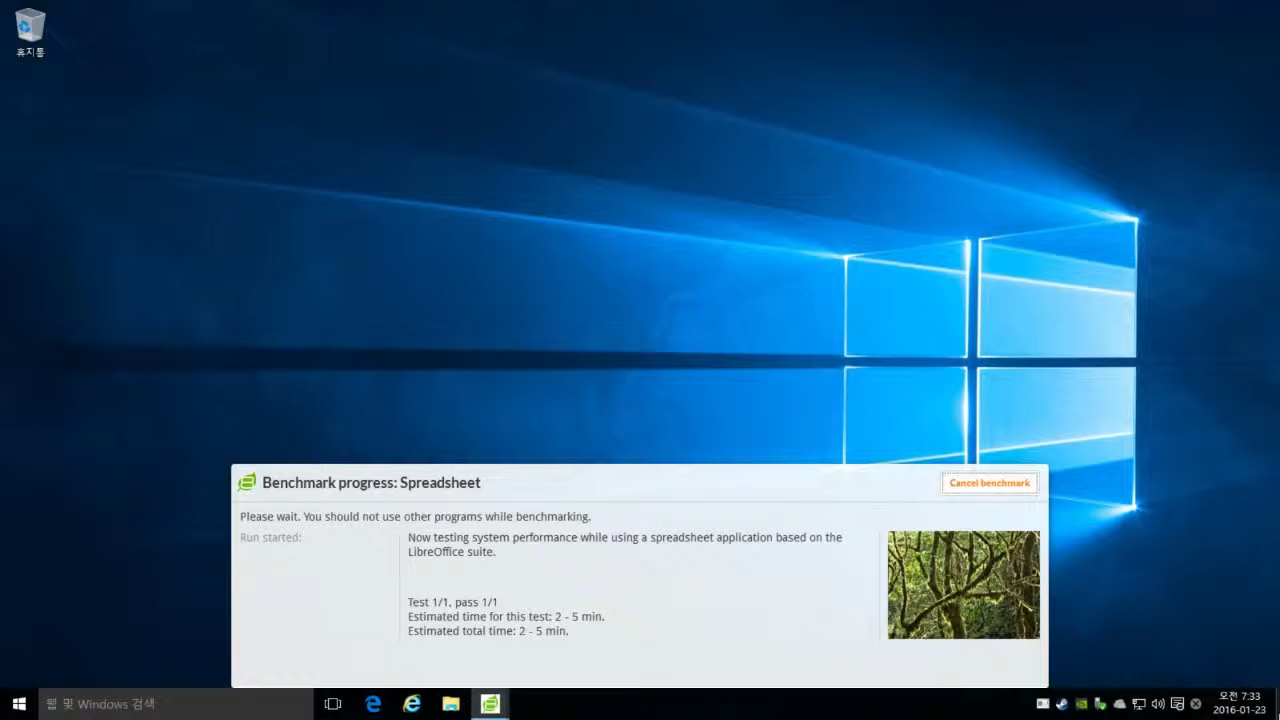 휴지통
Benchmark progress: Spreadsheet
Cancel benchmark
Please wait. You should not use other programs while benchmarking.
Run started:
Now testing system performance while using a spreadsheet application based on the
LibreOffice suite.
Test 1/1, pass 1/1
Estimated time for this test: 2 - 5 min.
Estimated total time: 2 - 5 min.
웹 및 Windows 검색
오전 7:33
2016-01-23